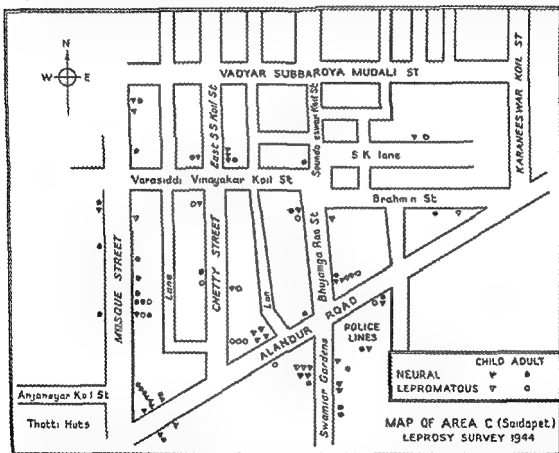 N
W E
VADYAR SUBBAROYA MUDALI ST
KARANEESWAR KOIL ST
East S S Koil St
Soundareswar Koil St
S K lane
Varasiddi Vinayakar Koil St
Brahmin St
MOSQUE STREET
Lane
CHETTY STREET
Lan
Bhujanga Rao St
ALANDUR ROAD
POLICE
LINES
Swamiar Gardens
CHILD ADULT
NEURAL
LEPROMATOUS
Anjaneyar Koil St
Thotti Huts
MAP OF AREA C (Saidapet)
LEPROSY SURVEY 1944